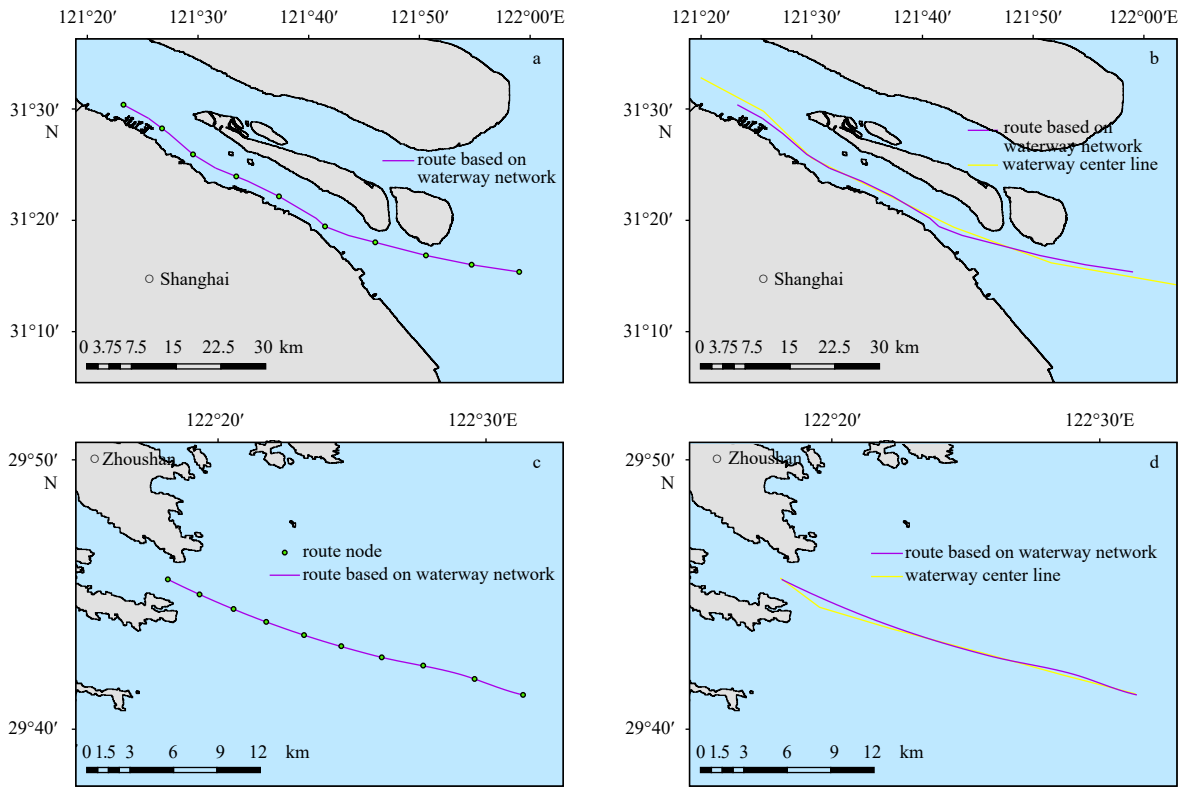 121°20′ 121°30′ 121°40′ 121°50′ 122°00′E
a
31°30′
N
route based on
waterway network
31°20′
Shanghai
31°10′
0 3.75 7.5 15 22.5 30 km
121°20′ 121°30′ 121°40′ 121°50′ 122°00′E
b
31°30′
N
route based on
waterway network
waterway center line
31°20′
Shanghai
31°10′
0 3.75 7.5 15 22.5 30 km
122°20′ 122°30′E
29°50′
N
Zhoushan
c
route node
route based on waterway network
29°40′
0 1.5 3 6 9 12 km
122°20′ 122°30′E
29°50′
N
Zhoushan
d
route based on waterway network
waterway center line
29°40′
0 1.5 3 6 9 12 km